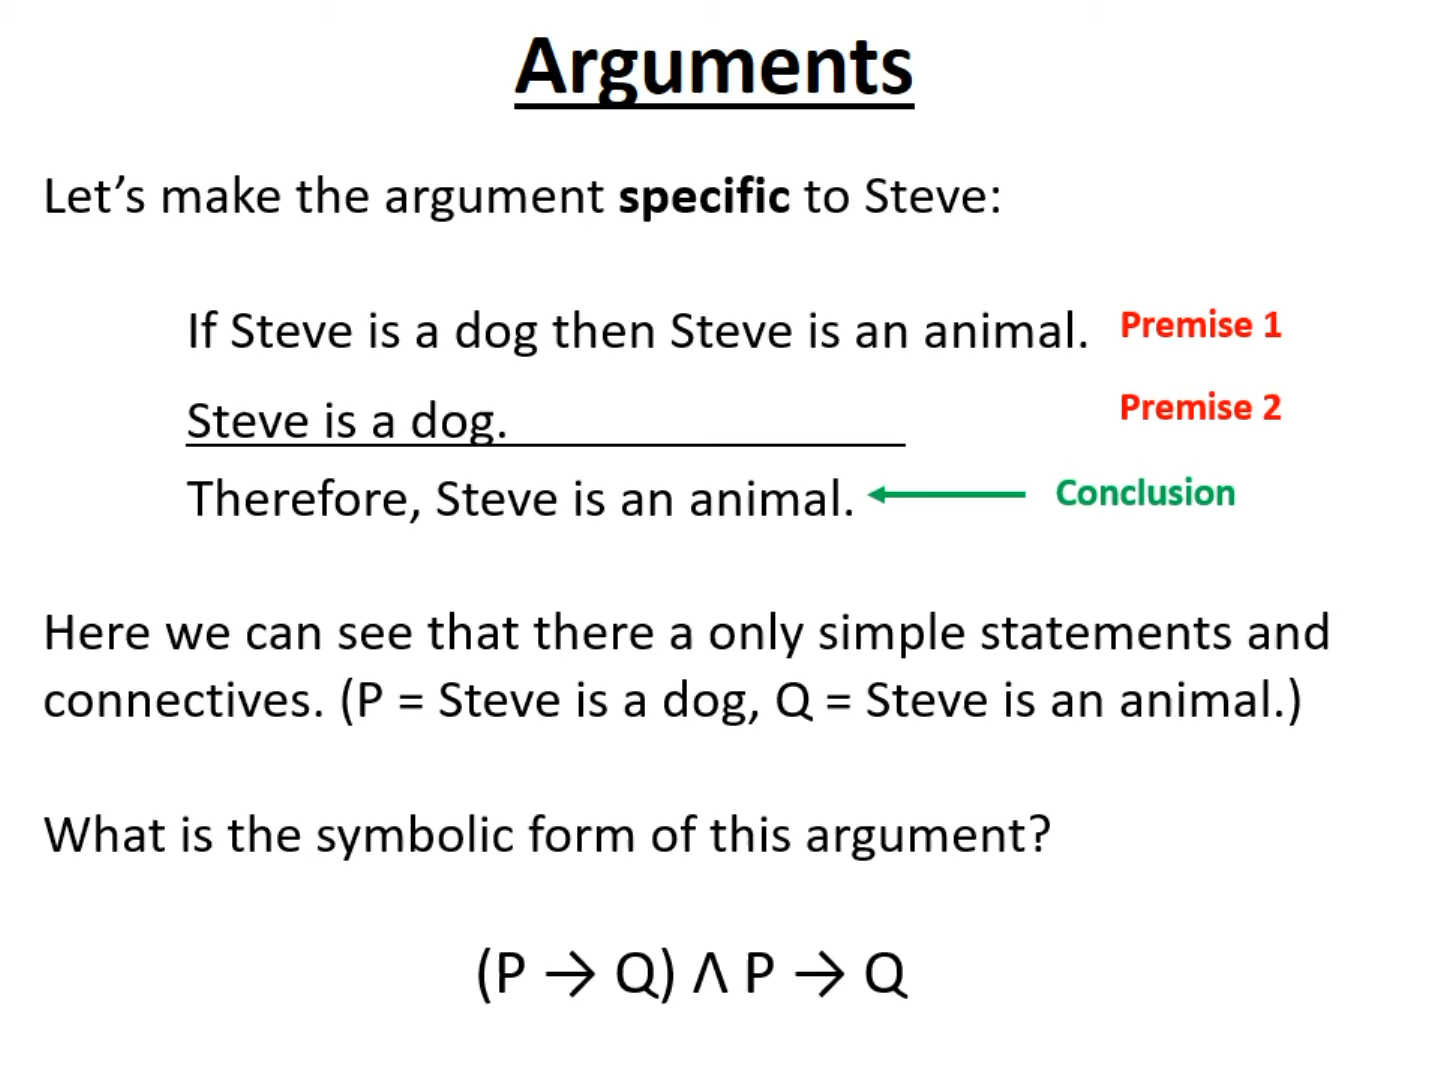 Arguments
Let’s make the argument specific to Steve:
If Steve is a dog then Steve is an animal. Premise 1
Steve is a dog. Premise 2
Therefore, Steve is an animal. Conclusion
Here we can see that there a only simple statements and
connectives. (P = Steve is a dog, Q = Steve is an animal.)
What is the symbolic form of this argument?
(P → Q) Λ P → Q